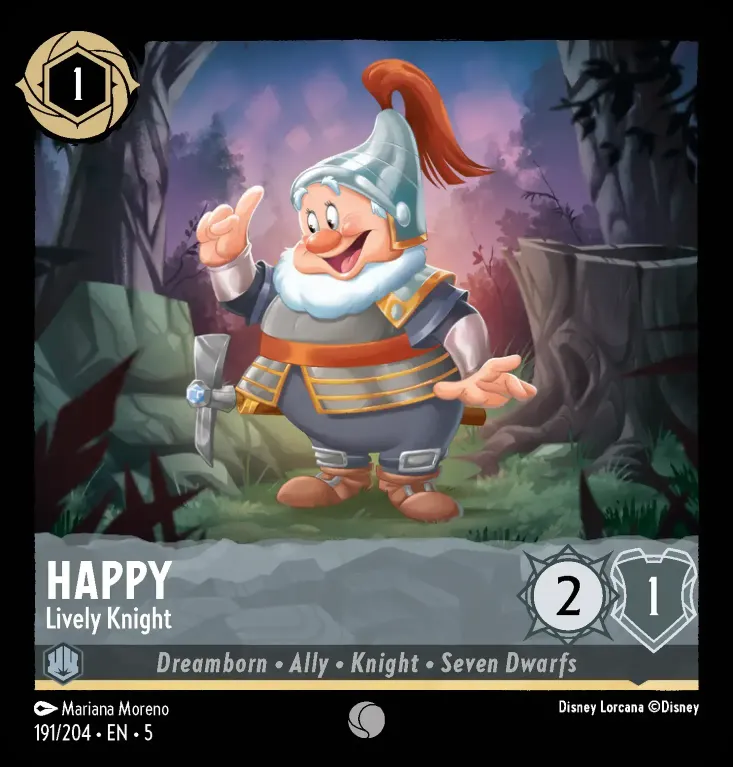 1
HAPPY
Lively Knight
2
1
Dreamborn • Ally • Knight • Seven Dwarfs
Mariana Moreno
Disney Lorcana ©Disney
191/204 • EN • 5